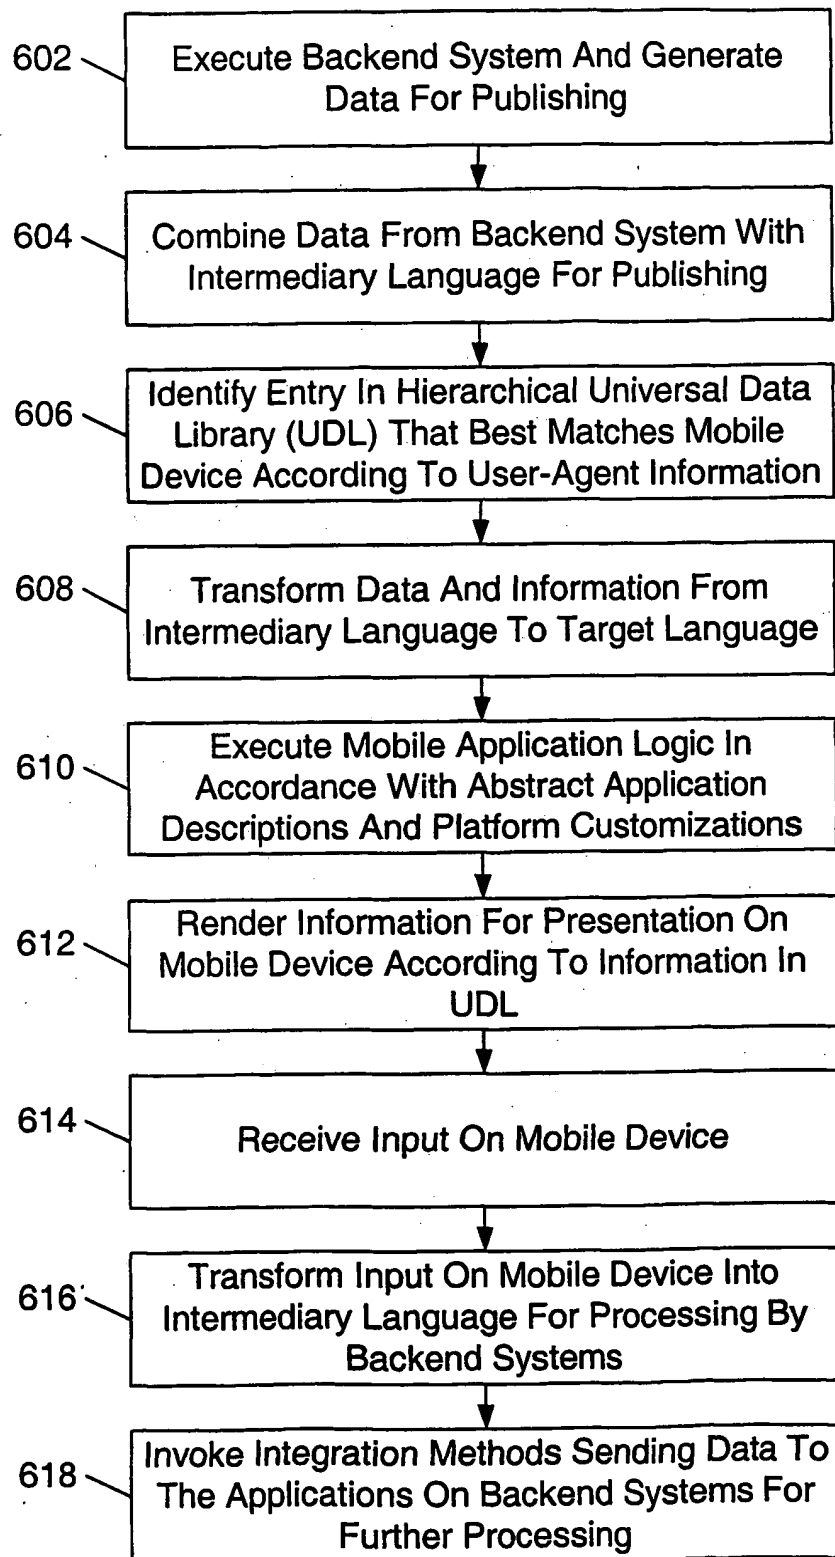 602
Execute Backend System And Generate
Data For Publishing
604
Combine Data From Backend System With
Intermediary Language For Publishing
606
Identify Entry In Hierarchical Universal Data
Library (UDL) That Best Matches Mobile
Device According To User-Agent Information
608
Transform Data And Information From
Intermediary Language To Target Language
610
Execute Mobile Application Logic In
Accordance With Abstract Application
Descriptions And Platform Customizations
612
Render Information For Presentation On
Mobile Device According To Information In
UDL
614
Receive Input On Mobile Device
616
Transform Input On Mobile Device Into
Intermediary Language For Processing By
Backend Systems
618
Invoke Integration Methods Sending Data To
The Applications On Backend Systems For
Further Processing